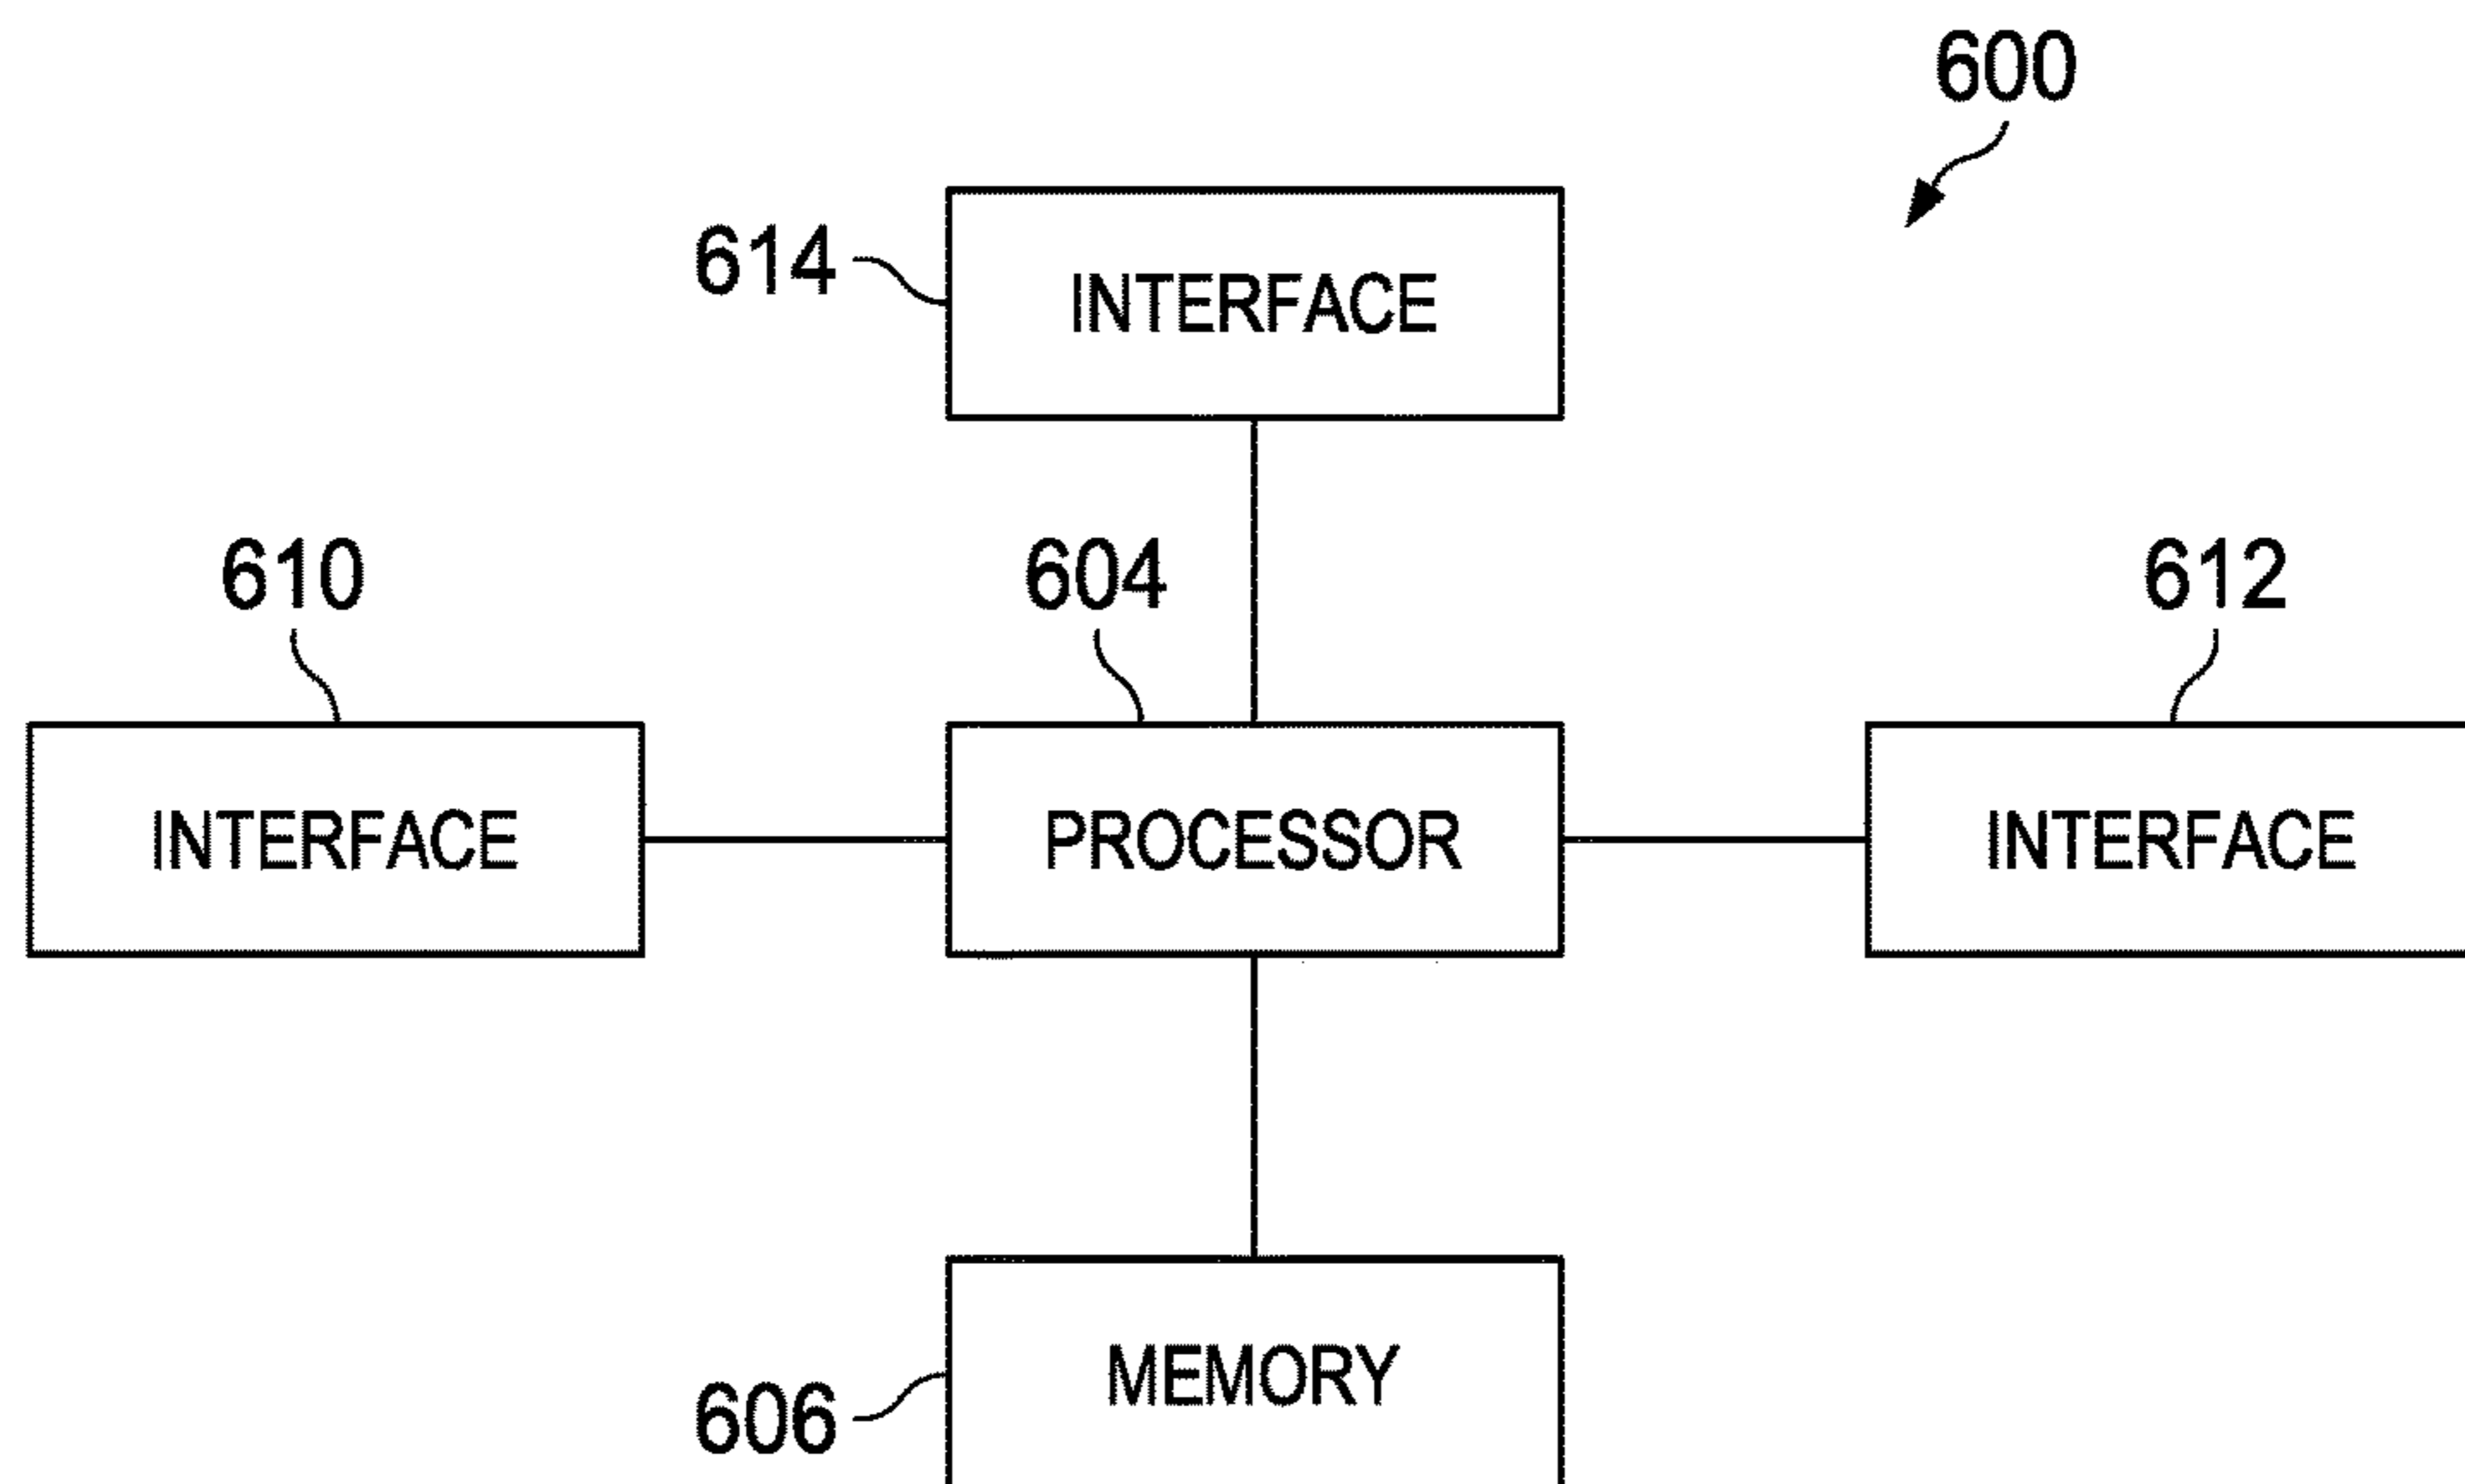 600
614
INTERFACE
610
604
612
INTERFACE
PROCESSOR
INTERFACE
MEMORY
606